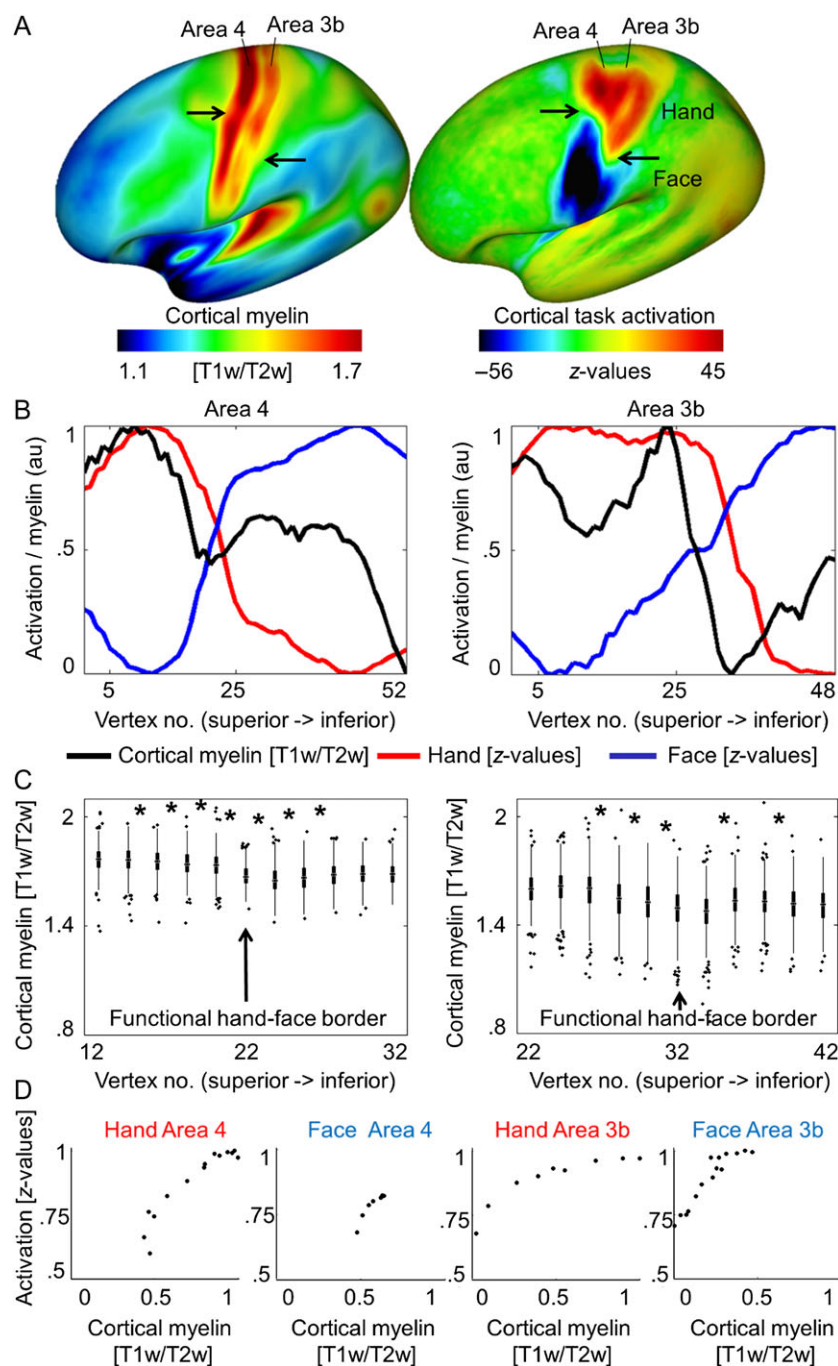 A
Area 4 Area 3b
Area 4 Area 3b
Hand
Face
Cortical myelin
1.1 [T1w/T2w] 1.7
Cortical task activation
–56 z-values 45
B
Area 4
Activation / myelin (au)
1
.5
0
5 25 52
Vertex no. (superior -> inferior)
Area 3b
Activation / myelin (au)
1
.5
0
5 25 48
Vertex no. (superior -> inferior)
Cortical myelin [T1w/T2w] Hand [z-values] Face [z-values]
C
Cortical myelin [T1w/T2w]
2
1.4
.8
* * * * * * *
Functional hand-face border
12 22 32
Vertex no. (superior -> inferior)
Cortical myelin [T1w/T2w]
2
1.4
.8
* * * * *
Functional hand-face border
22 32 42
Vertex no. (superior -> inferior)
D
Activation [z-values]
Hand Area 4
1
.75
.5
0 0.5 1
Cortical myelin
[T1w/T2w]
Face Area 4
1
.75
.5
0 0.5 1
Cortical myelin
[T1w/T2w]
Hand Area 3b
1
.75
.5
0 0.5 1
Cortical myelin
[T1w/T2w]
Face Area 3b
1
.75
.5
0 0.5 1
Cortical myelin
[T1w/T2w]